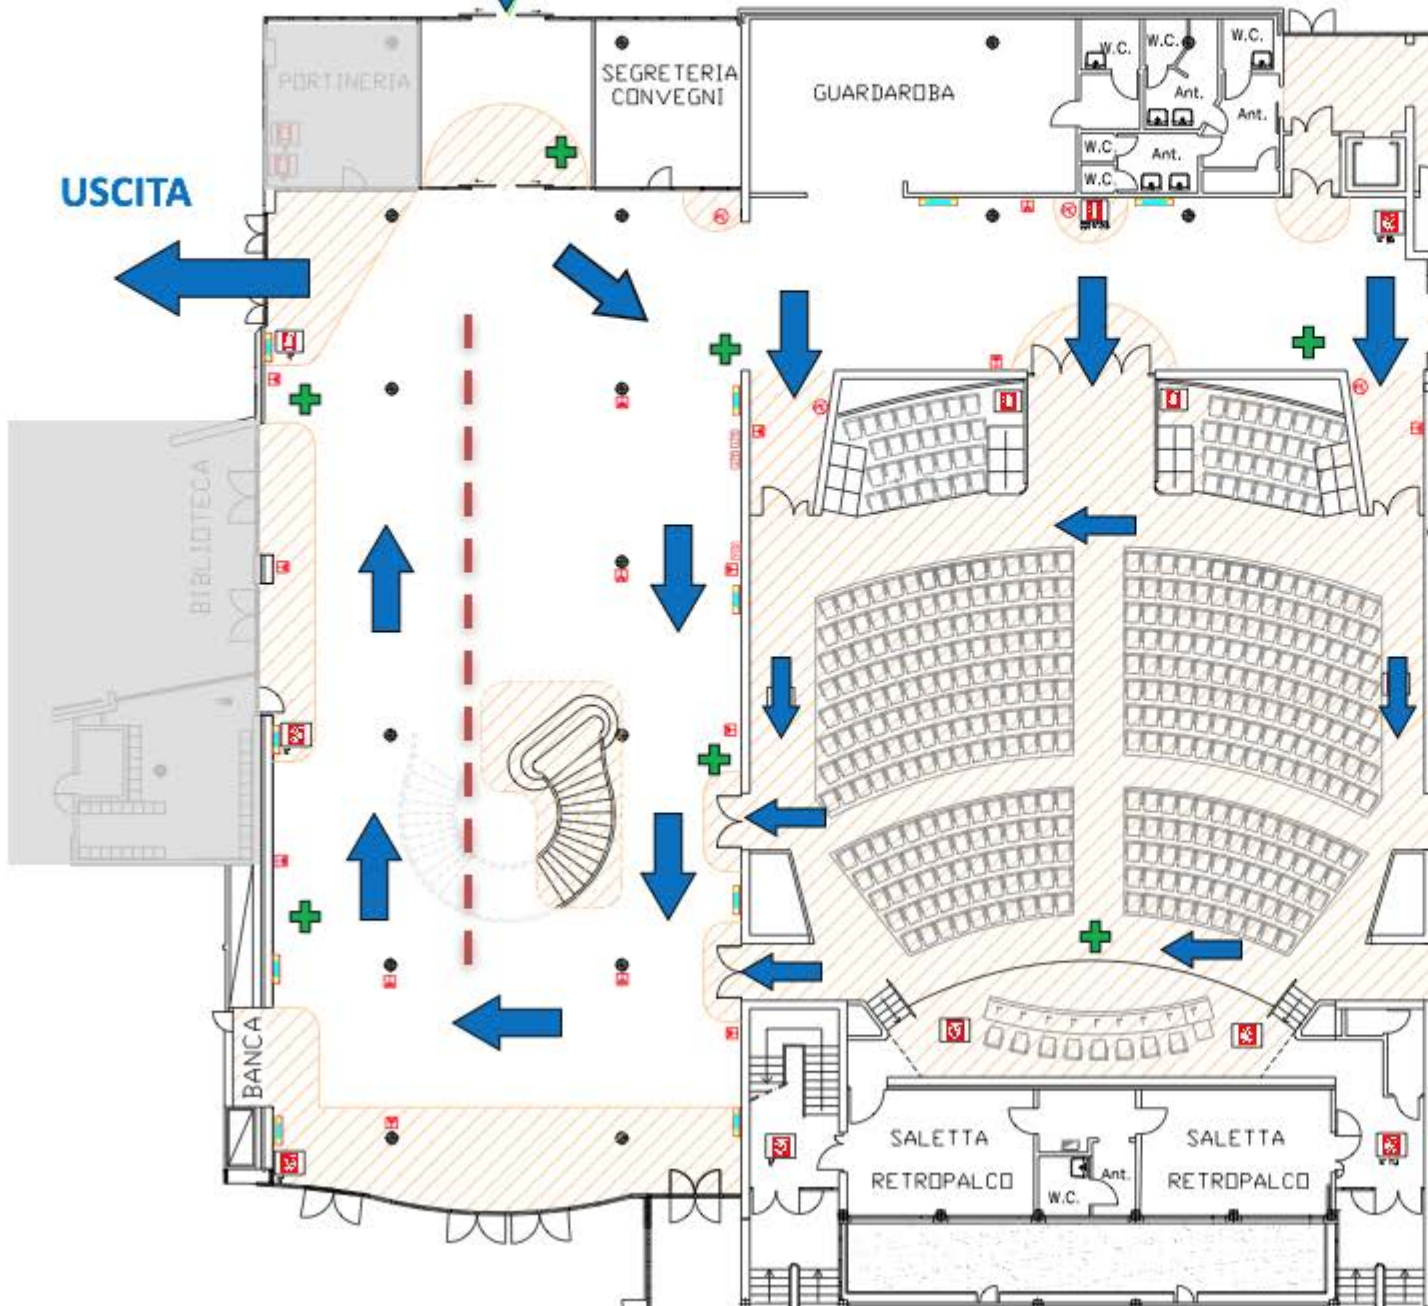 PORTINERIA
SEGRETERIA
CONVEGNI
GUARDAROBA
W.C.
W.C.
W.C.
Ant.
Ant.
W.C.
Ant.
W.C.
USCITA
BIBLIOTECA
BANCA
SALETTA
RETROPALCO
SALETTA
RETROPALCO
Ant.
W.C.